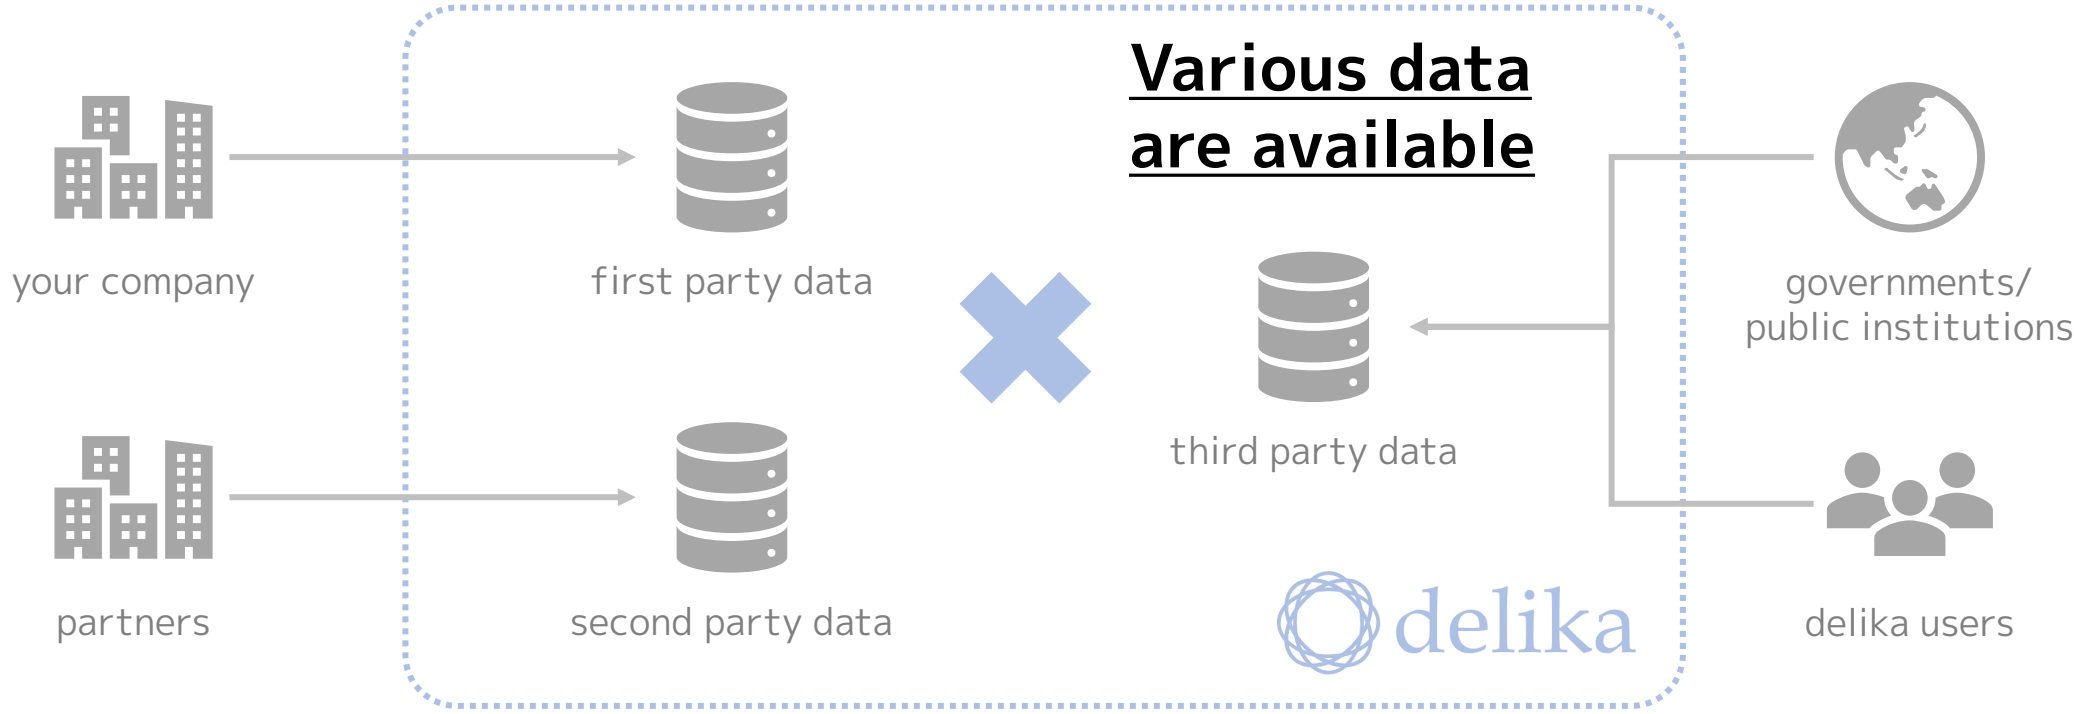 Various data
are available
your company
first party data
governments/
public institutions
third party data
partners
second party data
delika
delika users